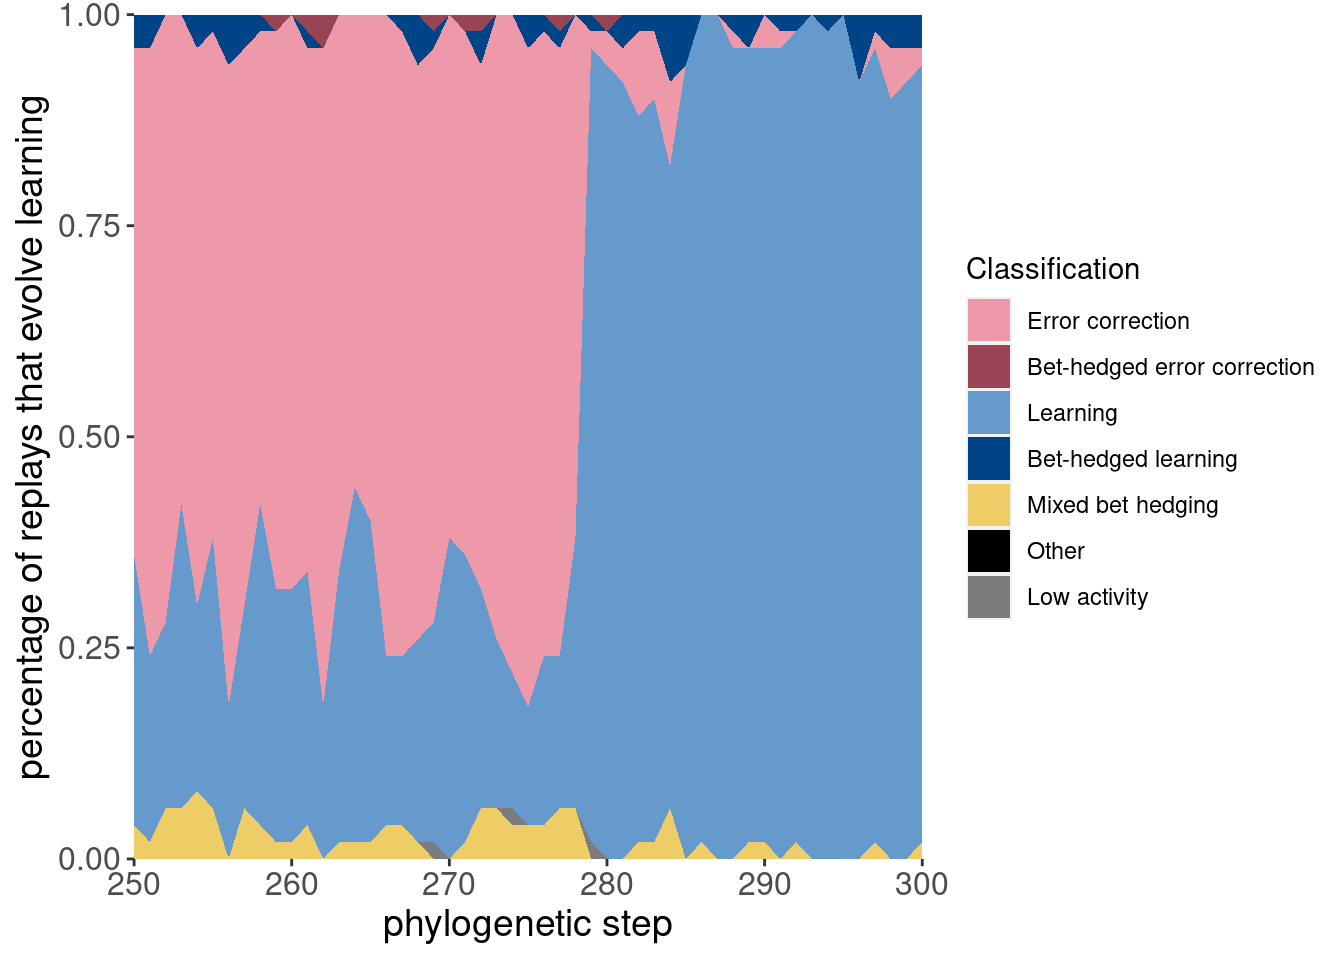 percentage of replays that evolve learning
1.00
0.75
0.50
0.25
0.00
250 260 270 280 290 300
phylogenetic step
Classification
Error correction
Bet-hedged error correction
Learning
Bet-hedged learning
Mixed bet hedging
Other
Low activity